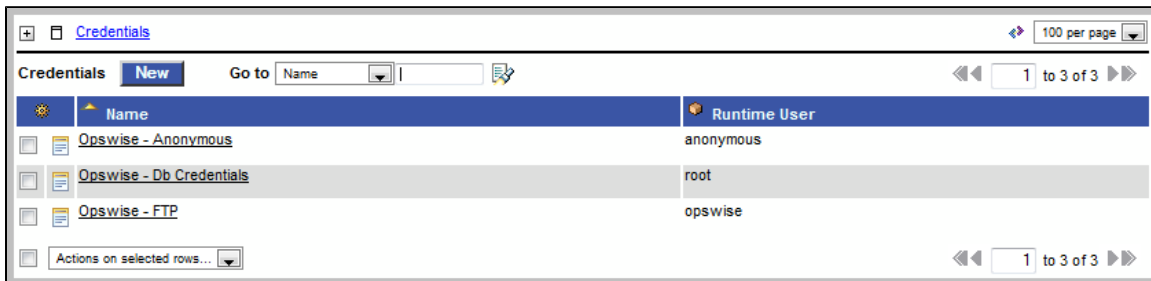 Credentials 100 per page
Credentials New Go to Name 1 to 3 of 3
Name Runtime User
Opswise - Anonymous anonymous
Opswise - Db Credentials root
Opswise - FTP opswise
Actions on selected rows... 1 to 3 of 3